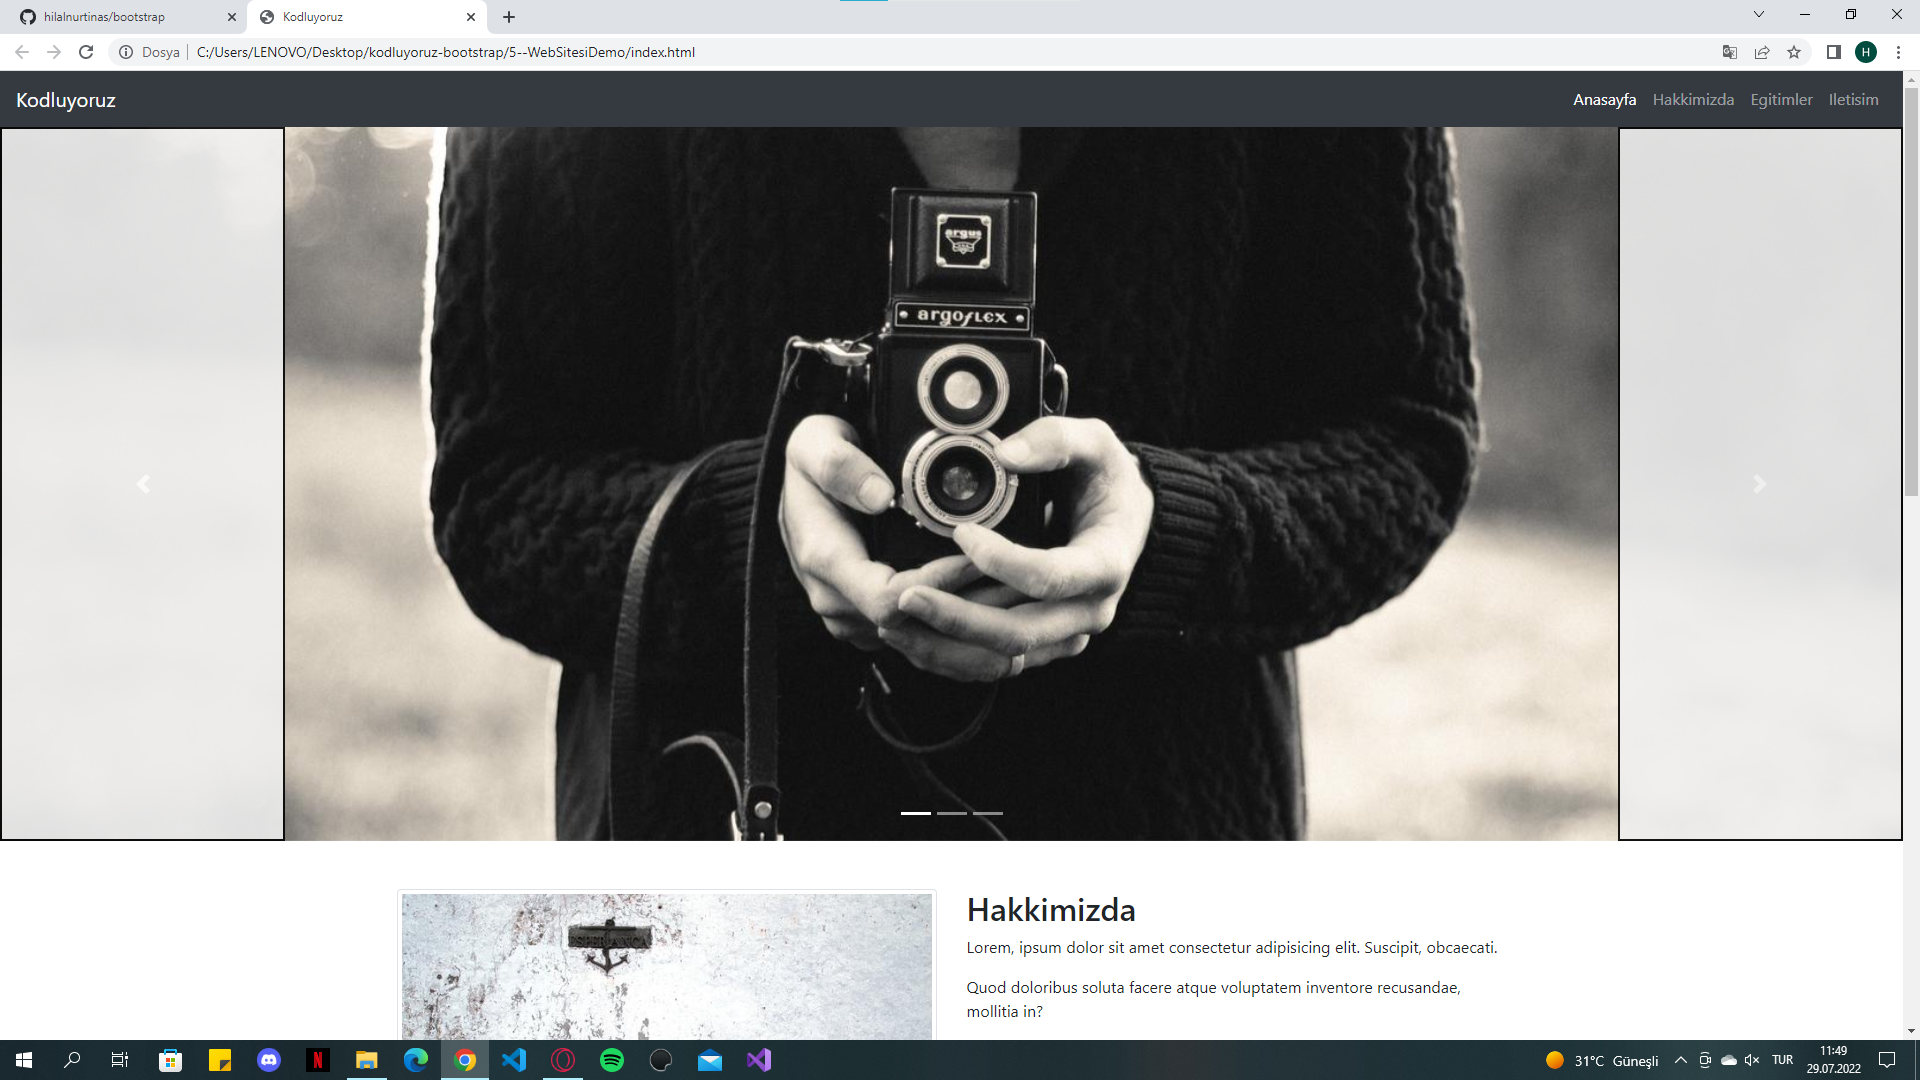 hilalnurtinas/bootstrap
Kodluyoruz
Dosya
C:/Users/LENOVO/Desktop/kodluyoruz-bootstrap/5--WebSitesiDemo/index.html
H
Kodluyoruz
Anasayfa Hakkimizda Egitimler Iletisim
argus
argoflex
ESPERANCA
Hakkimizda
Lorem, ipsum dolor sit amet consectetur adipisicing elit. Suscipit, obcaecati.
Quod doloribus soluta facere atque voluptatem inventore recusandae,
mollitia in?
N
31°C Güneşli
TUR
11:49
29.07.2022